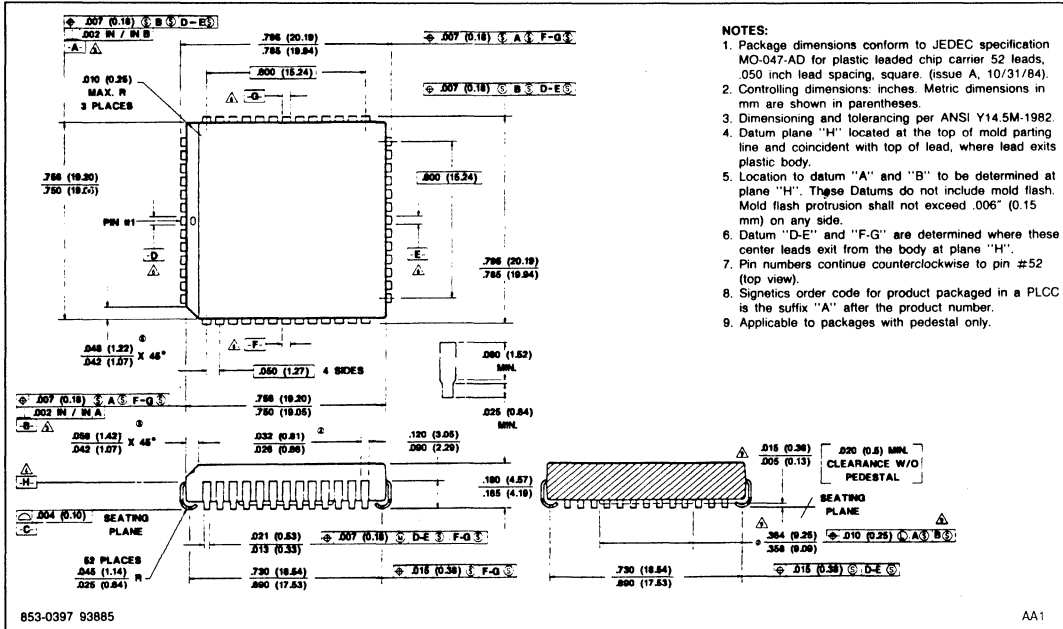 ⌖ .007 (0.18) Ⓢ B Ⓢ D-E Ⓢ
.002 IN / IN B
-A- 5
.010 (0.25)
MAX. R
3 PLACES
.795 (20.19)
.785 (19.94)
⌖ .007 (0.18) Ⓢ A Ⓢ F-G Ⓢ
.600 (15.24)
6 -G-
⌖ .007 (0.18) Ⓢ B Ⓢ D-E Ⓢ
.756 (19.20)
.750
.600 (15.24)
PIN #1
-D-
6
-E-
6
.795 (20.19)
.785 (19.94)
.048 (1.22)
.042 (1.07)
X 45°
6 -F-
.050 (1.27) 4 SIDES
(1.52)
MIN.
.025 (0.64)
MIN.
⌖ .007 (0.18) Ⓢ A Ⓢ F-G Ⓢ
.002 IN / IN A
-B- 5
.756 (19.20)
.750 (19.05)
.056 (1.42)
.042 (1.07)
X 45°
.032 (0.81)
.026
.120 (3.05)
.090 (2.29)
-H-
.180 (4.57)
.165 (4.19)
⌓ .004 (0.10)
-C-
SEATING
PLANE
52 PLACES
.045 (1.14)
.025 (0.64)
R
.021 (0.53)
.013 (0.33)
⌖ .007 (0.18) Ⓜ D-E Ⓢ F-G Ⓢ
.730 (18.54)
.690 (17.53)
⌖ .015 (0.38) Ⓢ F-G Ⓢ
9
.015 (0.38)
.005 (0.13)
.020 (0.5) MIN.
CLEARANCE W/O
PEDESTAL
SEATING
PLANE
9
.364 (9.25)
.358 (9.09)
9
⌖ .010 (0.25) Ⓛ A Ⓢ B Ⓢ
.730 (18.54)
.690 (17.53)
⌖ .015 (0.38) Ⓢ D-E Ⓢ
NOTES:
1. Package dimensions conform to JEDEC specification
MO-047-AD for plastic leaded chip carrier 52 leads,
.050 inch lead spacing, square. (issue A, 10/31/84).
2. Controlling dimensions: inches. Metric dimensions in
mm are shown in parentheses.
3. Dimensioning and tolerancing per ANSI Y14.5M-1982.
4. Datum plane "H" located at the top of mold parting
line and coincident with top of lead, where lead exits
plastic body.
5. Location to datum "A" and "B" to be determined at
plane "H". These Datums do not include mold flash.
Mold flash protrusion shall not exceed .006" (0.15
mm) on any side.
6. Datum "D-E" and "F-G" are determined where these
center leads exit from the body at plane "H".
7. Pin numbers continue counterclockwise to pin #52
(top view).
8. Signetics order code for product packaged in a PLCC
is the suffix "A" after the product number.
9. Applicable to packages with pedestal only.
853-0397 93885
AA1